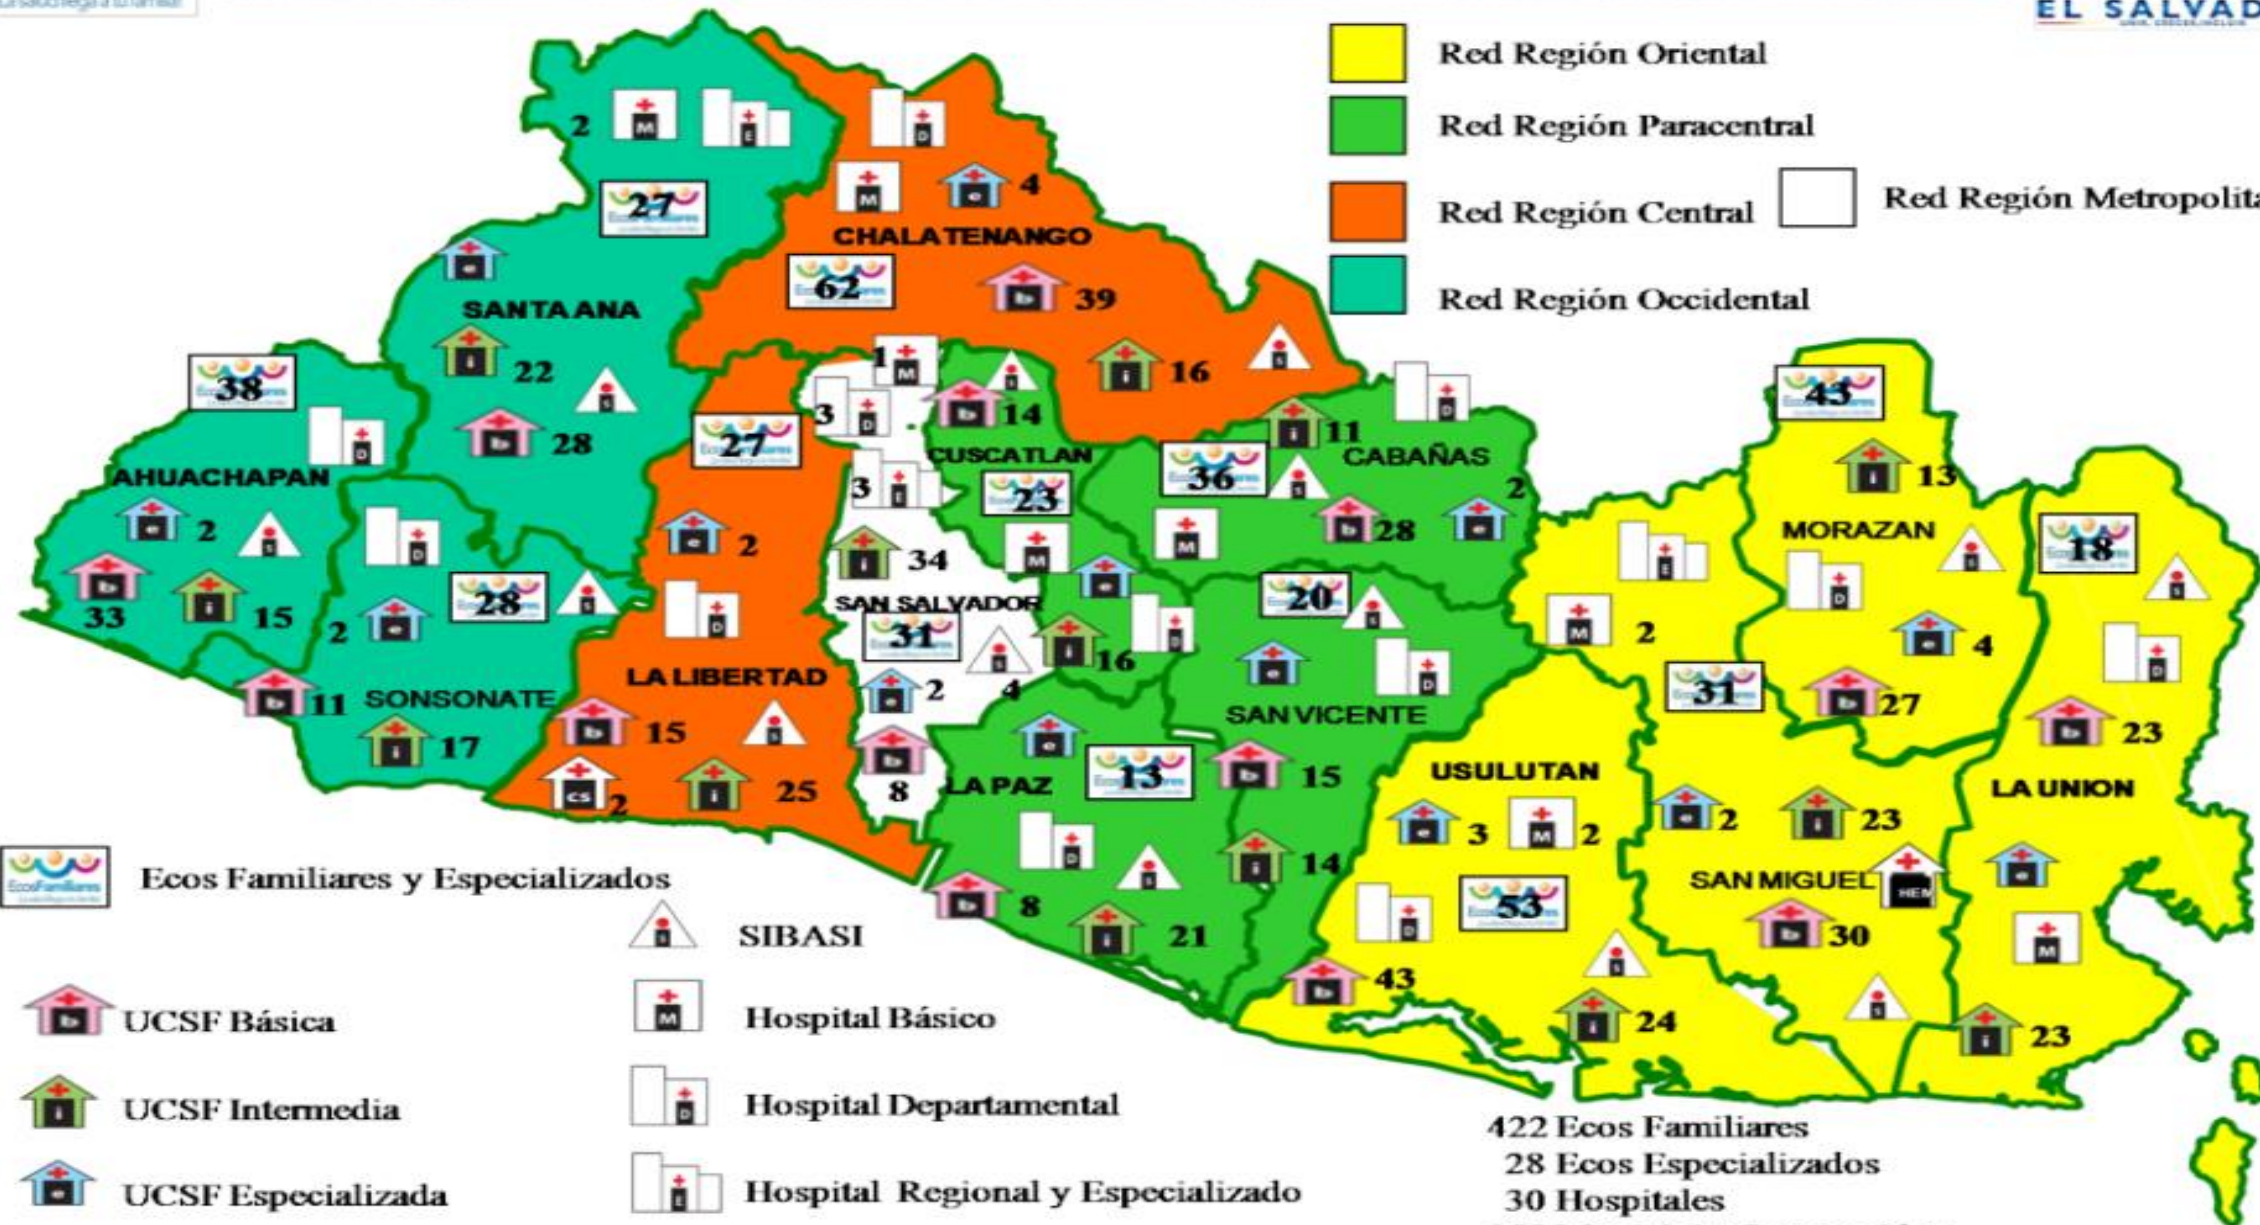 EL SALVAD
Red Región Oriental
Red Región Paracentral
Red Región Central
Red Región Metropolita
Red Región Occidental
2
M
E
D
27
M
e
4
CHALATENANGO
e
62
b
39
SANTA ANA
i
22
s
i
16
s
b
28
38
D
AHUACHAPAN
e
2
s
b
33
i
15
D
28
s
2
e
b
11
SONSONATE
i
17
27
e
2
D
LA LIBERTAD
b
15
s
CS
2
i
25
1
M
3
D
3
E
i
34
SAN SALVADOR
31
s
e
2
4
b
8
s
b
14
CUSCATLAN
23
M
e
i
16
D
i
11
D
36
CABAÑAS
s
2
M
b
28
e
20
s
e
D
SAN VICENTE
b
15
i
14
e
LA PAZ
13
D
s
b
8
i
21
43
i
13
MORAZAN
s
D
e
4
b
27
E
M
2
31
e
2
i
23
SAN MIGUEL
HEM
b
30
s
18
s
D
b
23
LA UNION
e
M
i
23
USULUTAN
e
3
M
2
D
53
s
b
43
i
24
EcosFamiliares
Ecos Familiares y Especializados
s
SIBASI
b
UCSF Básica
M
Hospital Básico
i
UCSF Intermedia
D
Hospital Departamental
e
UCSF Especializada
E
Hospital Regional y Especializado
422 Ecos Familiares
28 Ecos Especializados
30 Hospitales